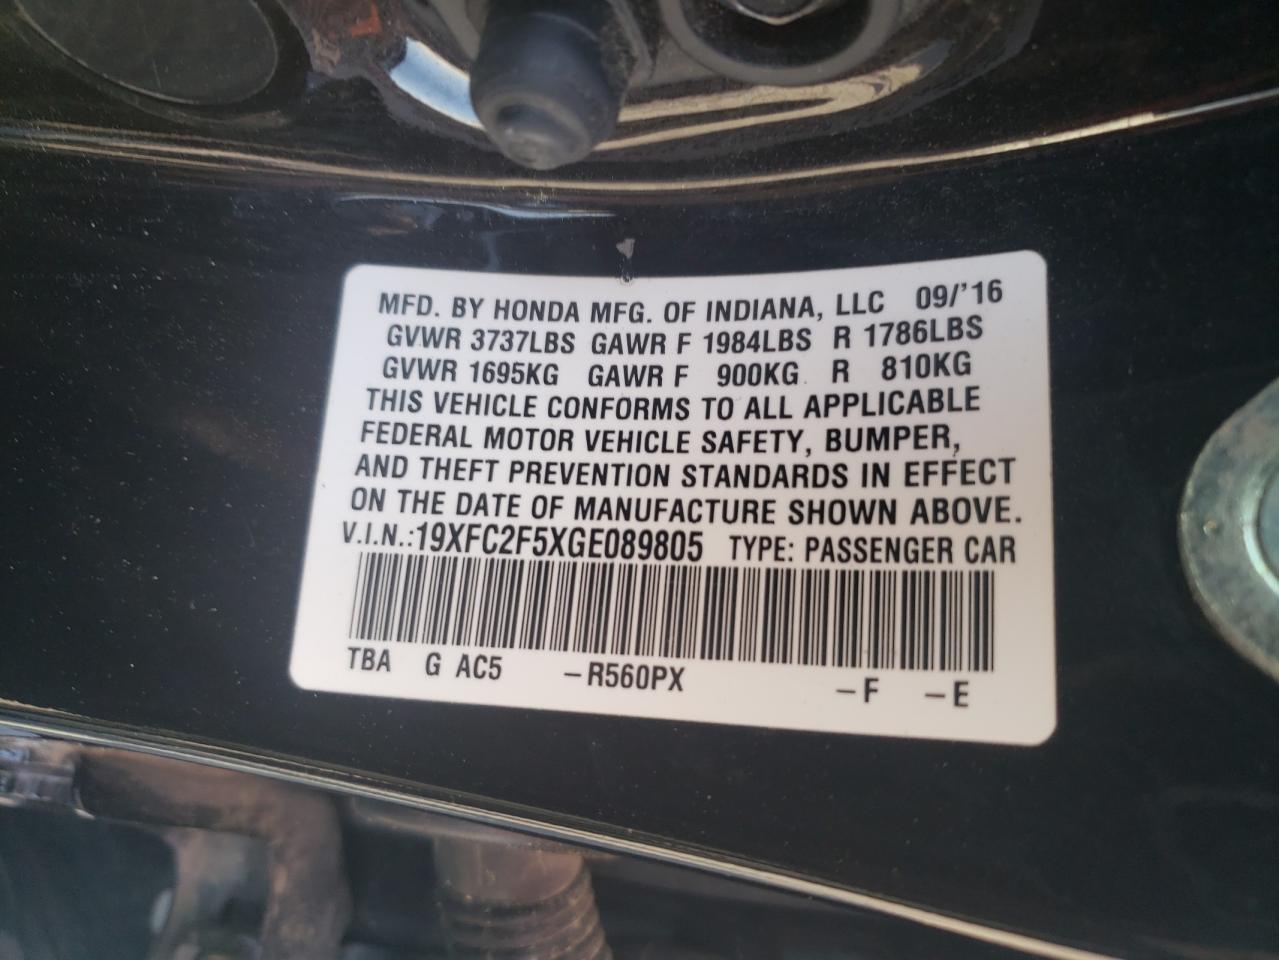 MFD. BY HONDA MFG. OF INDIANA, LLC 09/'16
GVWR 3737LBS GAWR F 1984LBS R 1786LBS
GVWR 1695KG GAWR F 900KG R 810KG
THIS VEHICLE CONFORMS TO ALL APPLICABLE
FEDERAL MOTOR VEHICLE SAFETY, BUMPER,
AND THEFT PREVENTION STANDARDS IN EFFECT
ON THE DATE OF MANUFACTURE SHOWN ABOVE.
V.I.N.:19XFC2F5XGE089805 TYPE: PASSENGER CAR
TBA G AC5 -R560PX -F -E